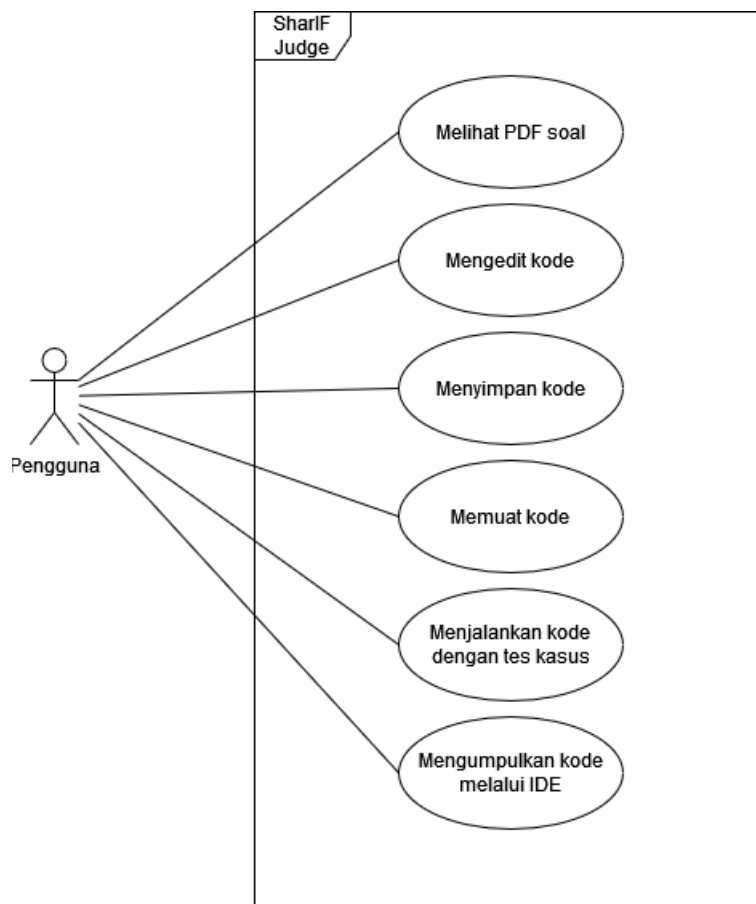 SharIF
Judge
Melihat PDF soal
Mengedit kode
Menyimpan kode
Pengguna
Memuat kode
Menjalankan kode
dengan tes kasus
Mengumpulkan kode
melalui IDE